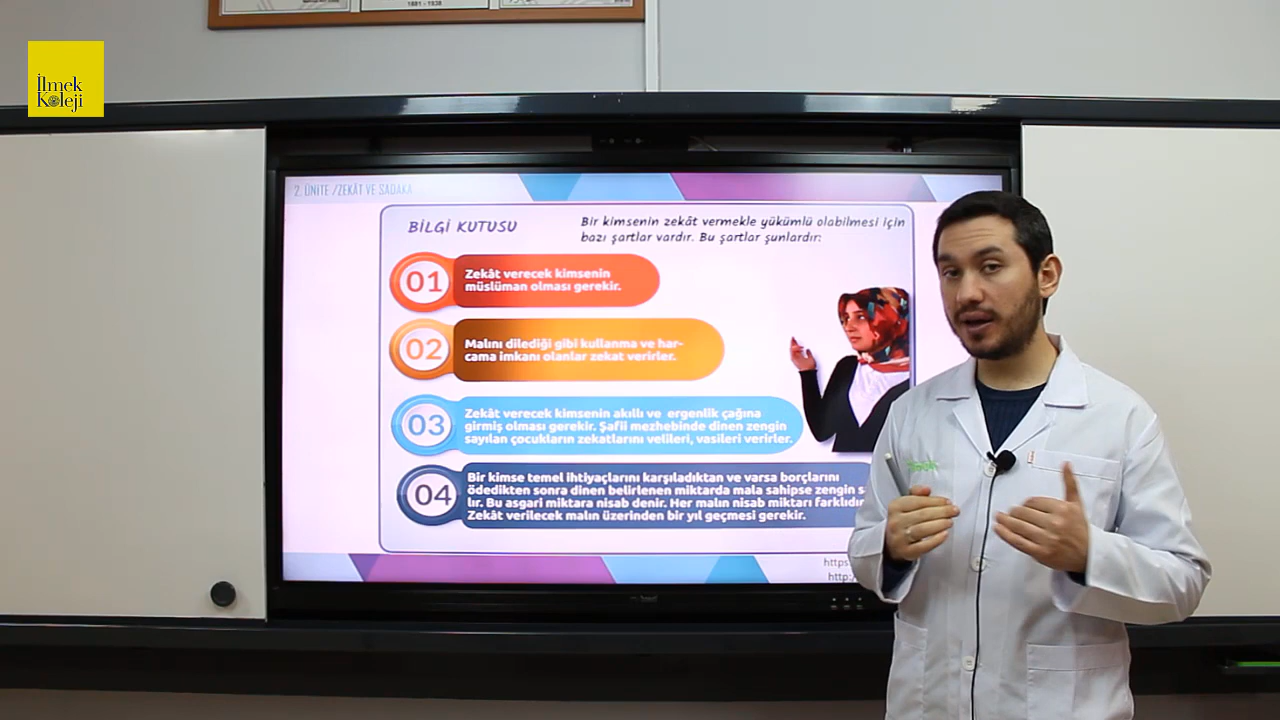 1881 - 1938
İlmek
Koleji
2. ÜNİTE /ZEKÂT VE SADAKA
BİLGİ KUTUSU
Bir kimsenin zekât vermekle yükümlü olabilmesi için
bazı şartlar vardır. Bu şartlar şunlardır:
01
Zekât verecek kimsenin
müslüman olması gerekir.
02
Malını dilediği gibi kullanma ve har-
cama imkanı olanlar zekat verirler.
03
Zekât verecek kimsenin akıllı ve ergenlik çağına
girmiş olması gerekir. Şafii mezhebinde dinen zengin
sayılan çocukların zekatlarını velileri, vasileri verirler.
04
Bir kimse temel ihtiyaçlarını karşıladıktan ve varsa borçlarını
ödedikten sonra dinen belirlenen miktarda mala sahipse zengin s
lır. Bu asgari miktara nisab denir. Her malın nisab miktarı farklıdır
Zekât verilecek malın üzerinden bir yıl geçmesi gerekir.
https:
http:/